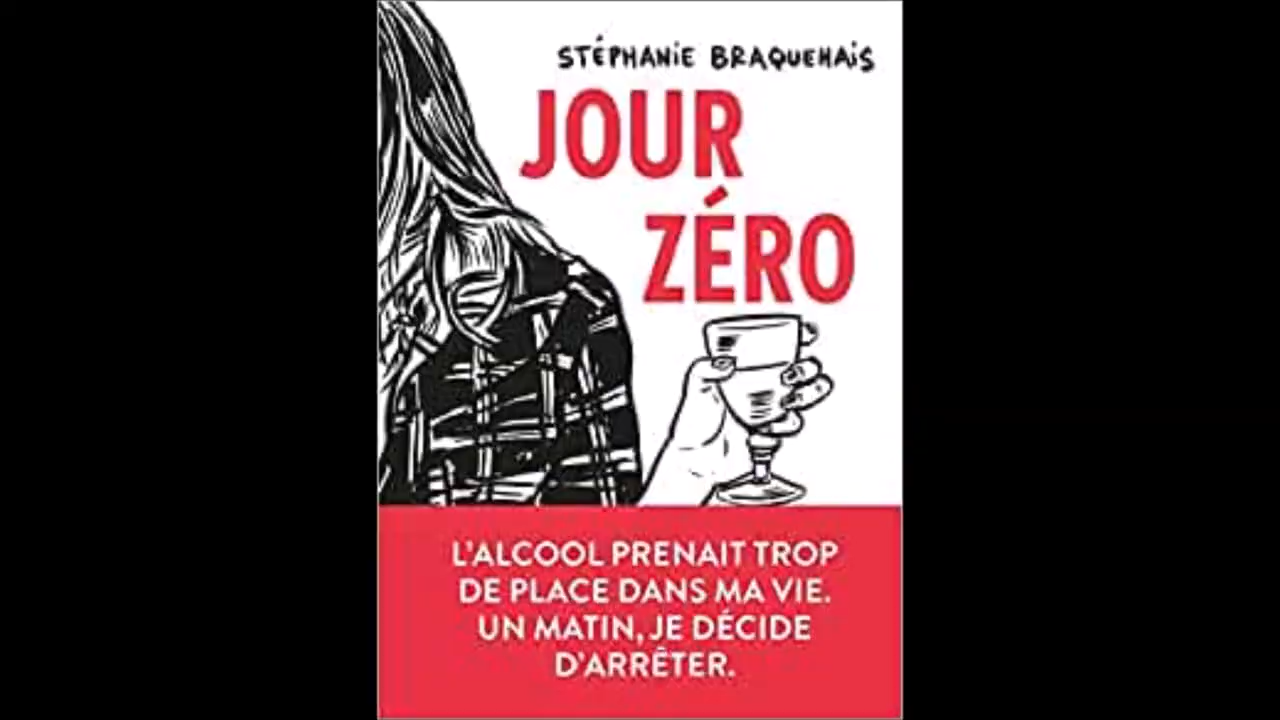 STÉPHANIE BRAQUEHAIS
JOUR
ZÉRO
L'ALCOOL PRENAIT TROP
DE PLACE DANS MA VIE.
UN MATIN, JE DÉCIDE
D'ARRÊTER.